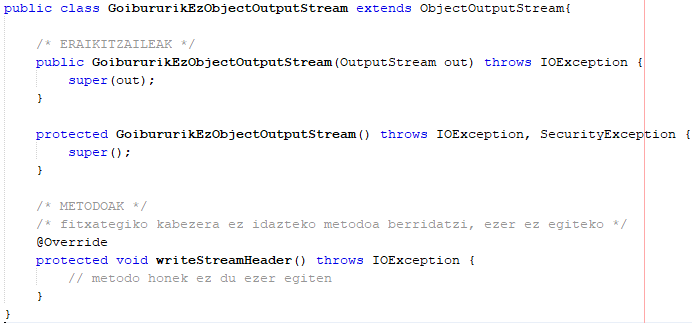 public class GoibururikEzObjectOutputStream extends ObjectOutputStream{
/* ERAIKITZAILEAK */
public GoibururikEzObjectOutputStream(OutputStream out) throws IOException {
super(out);
}
protected GoibururikEzObjectOutputStream() throws IOException, SecurityException {
super();
}
/* METODOAK */
/* fitxategiko kabezera ez idazteko metodoa berridatzi, ezer ez egiteko */
@Override
protected void writeStreamHeader() throws IOException {
// metodo honek ez du ezer egiten
}
}